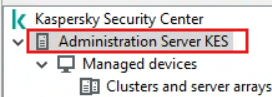 Kaspersky Security Center
Administration Server KES
Managed devices
Clusters and server arrays